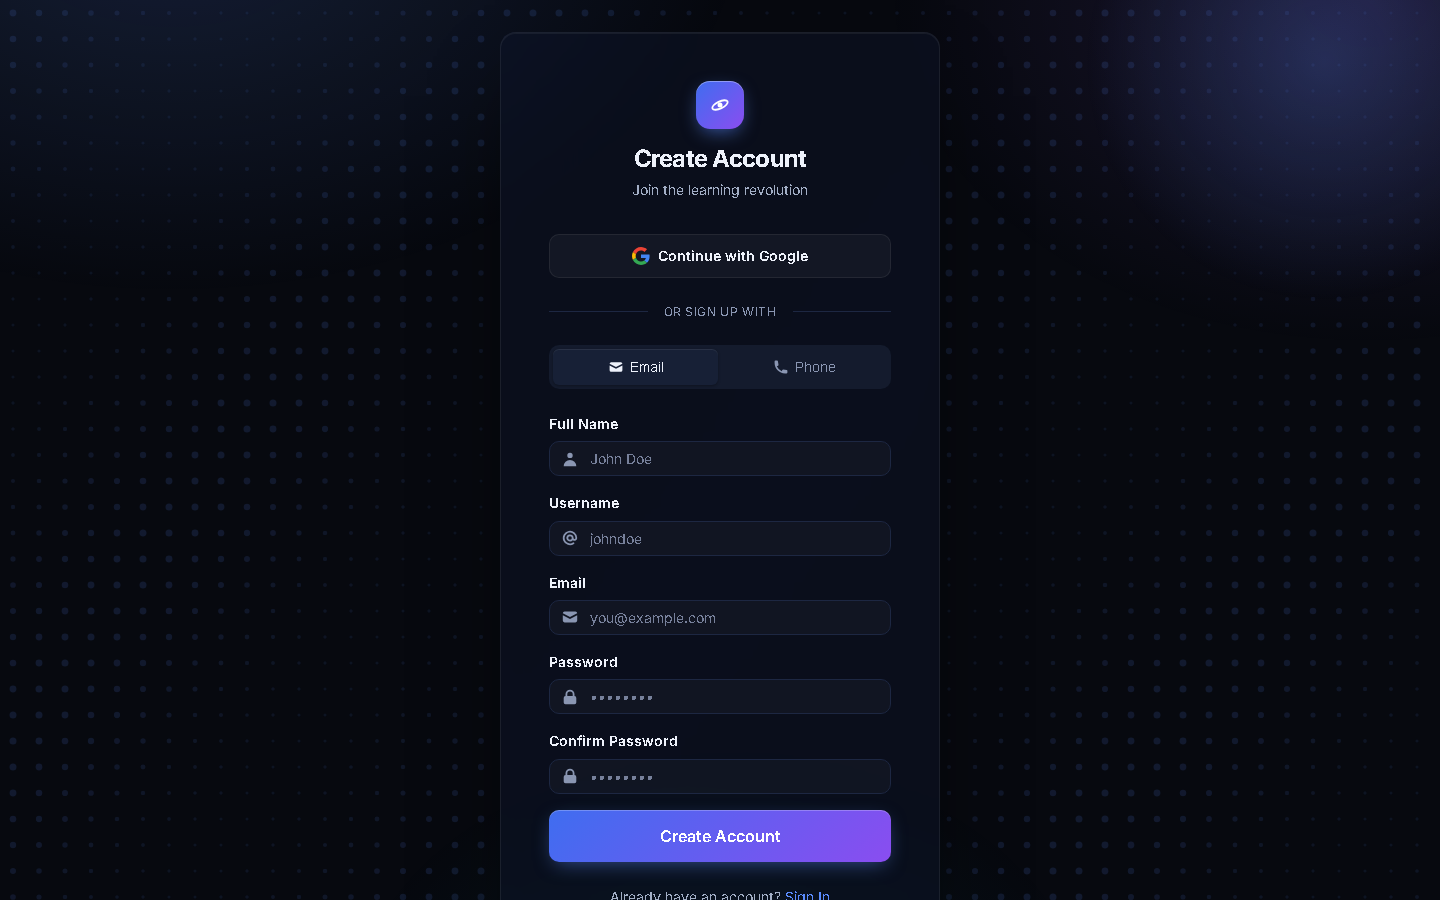 Create Account
Join the learning revolution
Continue with Google
OR SIGN UP WITH
Email
Phone
Full Name
John Doe
Username
johndoe
Email
you@example.com
Password
••••••••
Confirm Password
••••••••
Create Account
Already have an account? Sign In